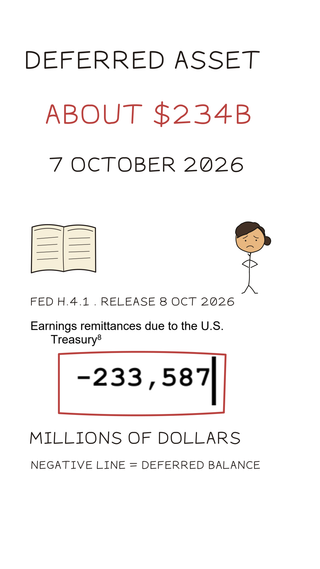 DEFERRED ASSET
ABOUT $234B
7 OCTOBER 2026
FED H.4.1 . RELEASE 8 OCT 2026
Earnings remittances due to the U.S.
Treasury⁸
-233,587
MILLIONS OF DOLLARS
NEGATIVE LINE = DEFERRED BALANCE